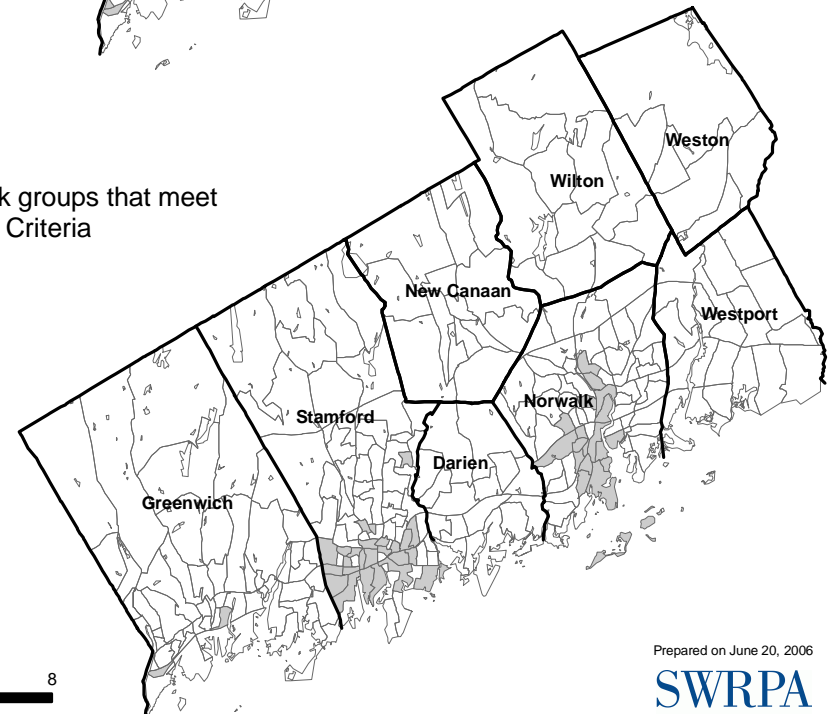 k groups that meet
Criteria
Weston
Wilton
New Canaan
Westport
Norwalk
Stamford
Darien
Greenwich
8
Prepared on June 20, 2006
SWRPA